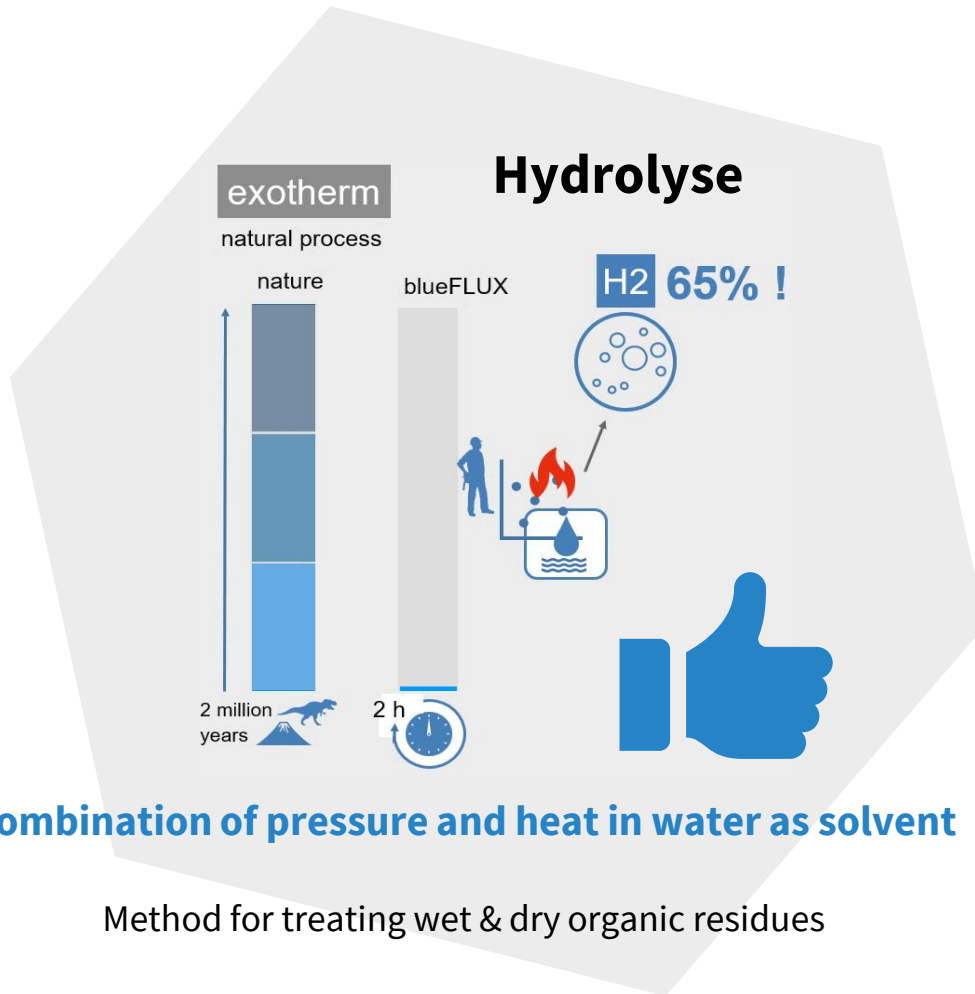 Hydrolyse
exotherm
natural process
nature
blueFLUX
H2 65% !
2 million
years
2 h
ombination of pressure and heat in water as solvent
Method for treating wet & dry organic residues